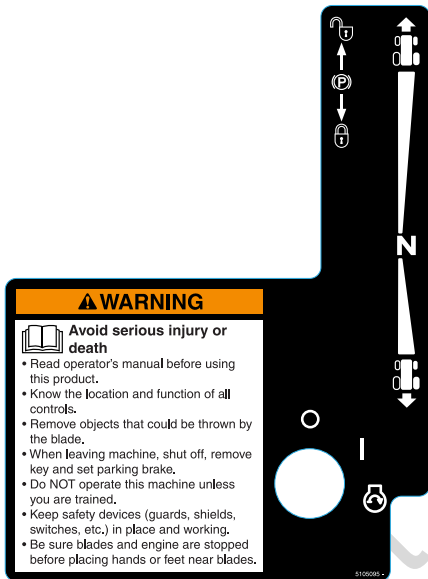 (P)
N
WARNING
Avoid serious injury or
death
• Read operator's manual before using
this product.
• Know the location and function of all
controls.
• Remove objects that could be thrown by
the blade.
• When leaving machine, shut off, remove
key and set parking brake.
• Do NOT operate this machine unless
you are trained.
• Keep safety devices (guards, shields,
switches, etc.) in place and working.
• Be sure blades and engine are stopped
before placing hands or feet near blades.
5105095 -